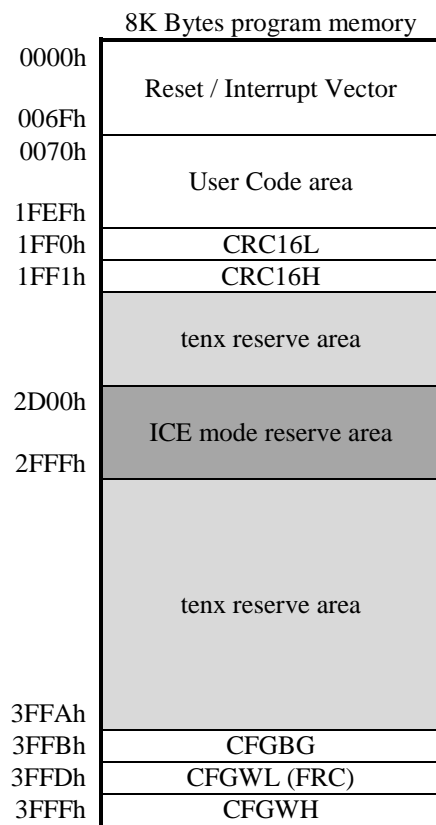 8K Bytes program memory
0000h
Reset / Interrupt Vector
006Fh
0070h
User Code area
1FEFh
1FF0h CRC16L
1FF1h CRC16H
tenx reserve area
2D00h
ICE mode reserve area
2FFFh
tenx reserve area
3FFAh
3FFBh CFGBG
3FFDh CFGWL (FRC)
3FFFh CFGWH